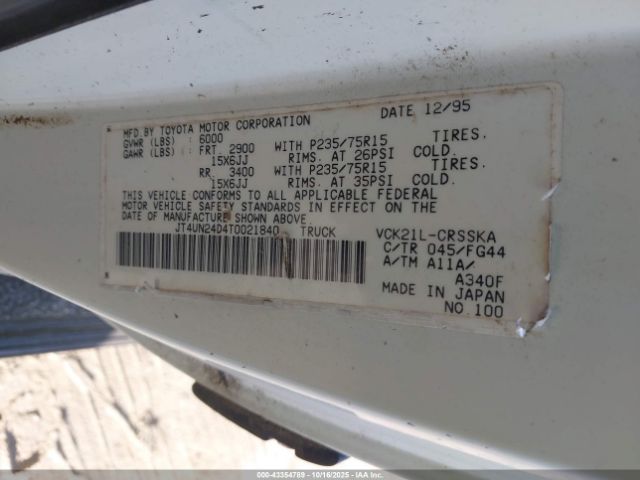 MFD. BY TOYOTA MOTOR CORPORATION DATE 12/95
GVWR (LBS) : 6000
GAWR (LBS) : FRT. 2900 WITH P235/75R15 TIRES.
15X6JJ RIMS. AT 26PSI COLD.
RR. 3400 WITH P235/75R15 TIRES.
15X6JJ RIMS. AT 35PSI COLD.
THIS VEHICLE CONFORMS TO ALL APPLICABLE FEDERAL
MOTOR VEHICLE SAFETY STANDARDS IN EFFECT ON THE
DATE OF MANUFACTURE SHOWN ABOVE.
JT4UN24D4T0021840 TRUCK VCK21L-CRSSKA
C/TR 045/FG44
A/TM A11A/
A340F
MADE IN JAPAN
NO.100
000-43354769 - 10/16/2025 - IAAI.COM